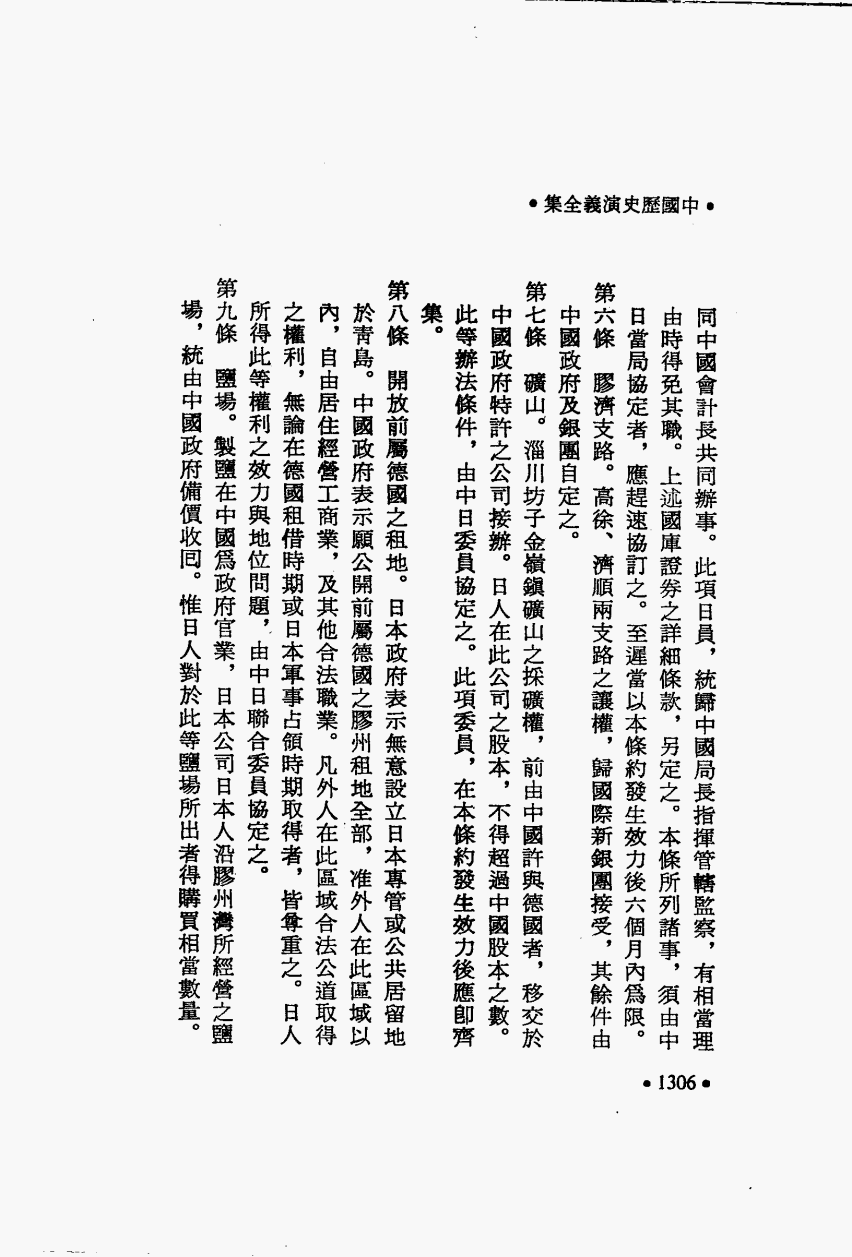 •中國歷史演義全集•
同中國會計長共同辦事。此項日員，統歸中國局長指揮管轄監察，有相當理
由時得免其職。上述國庫證券之詳細條款，另定之。本條所列諸事，須由中
日當局協定者，應趕速協訂之。至遲當以本條約發生效力後六個月內爲限。
第六條　膠濟支路。高徐、濟順兩支路之讓權，歸國際新銀團接受，其餘件由
中國政府及銀團自定之。
第七條　礦山。淄川坊子金嶺鎭礦山之採礦權，前由中國許與德國者，移交於
中國政府特許之公司接辦。日人在此公司之股本，不得超過中國股本之數。
此等辦法條件，由中日委員協定之。此項委員，在本條約發生效力後應卽齊
集。
第八條　開放前屬德國之租地。日本政府表示無意設立日本專管或公共居留地
於靑島。中國政府表示願公開前屬德國之膠州租地全部，准外人在此區域以
內，自由居住經營工商業，及其他合法職業。凡外人在此區域合法公道取得
之權利，無論在德國租借時期或日本軍事占領時期取得者，皆尊重之。日人
所得此等權利之效力與地位問題，由中日聯合委員協定之。
第九條　鹽場。製鹽在中國爲政府官業，日本公司日本人沿膠州灣所經營之鹽
場，統由中國政府備價收回。惟日人對於此等鹽場所出者得購買相當數量。
•1306•